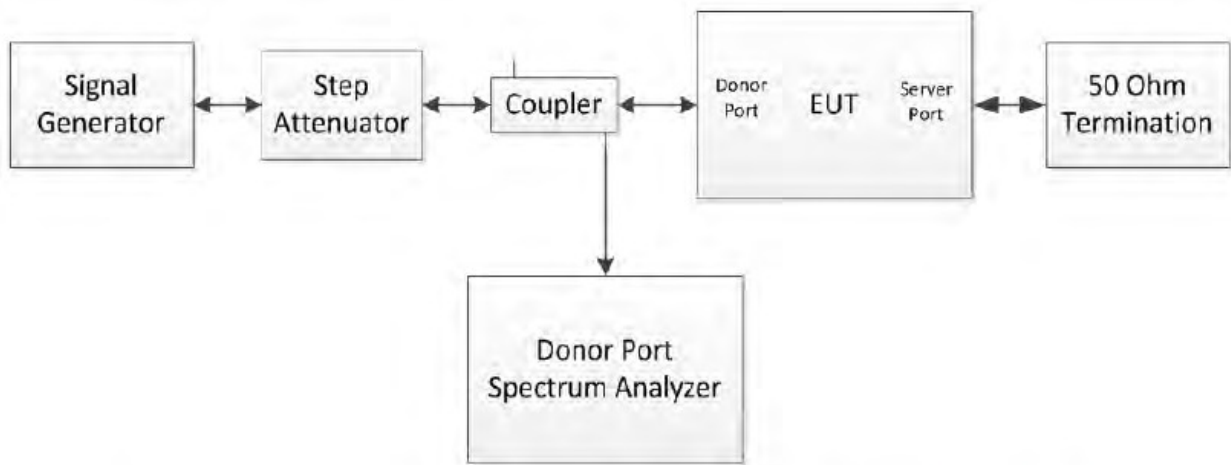 Signal
Generator
Step
Attenuator
Coupler
Donor
Port
EUT
Server
Port
50 Ohm
Termination
Donor Port
Spectrum Analyzer